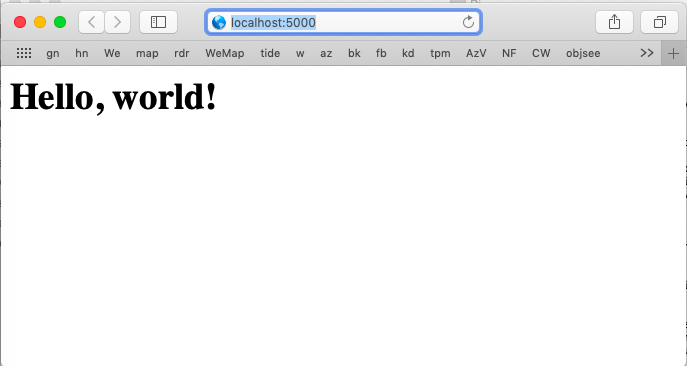 localhost:5000
gn hn We map rdr WeMap tide w az bk fb kd tpm AzV NF CW objsee >>
Hello, world!